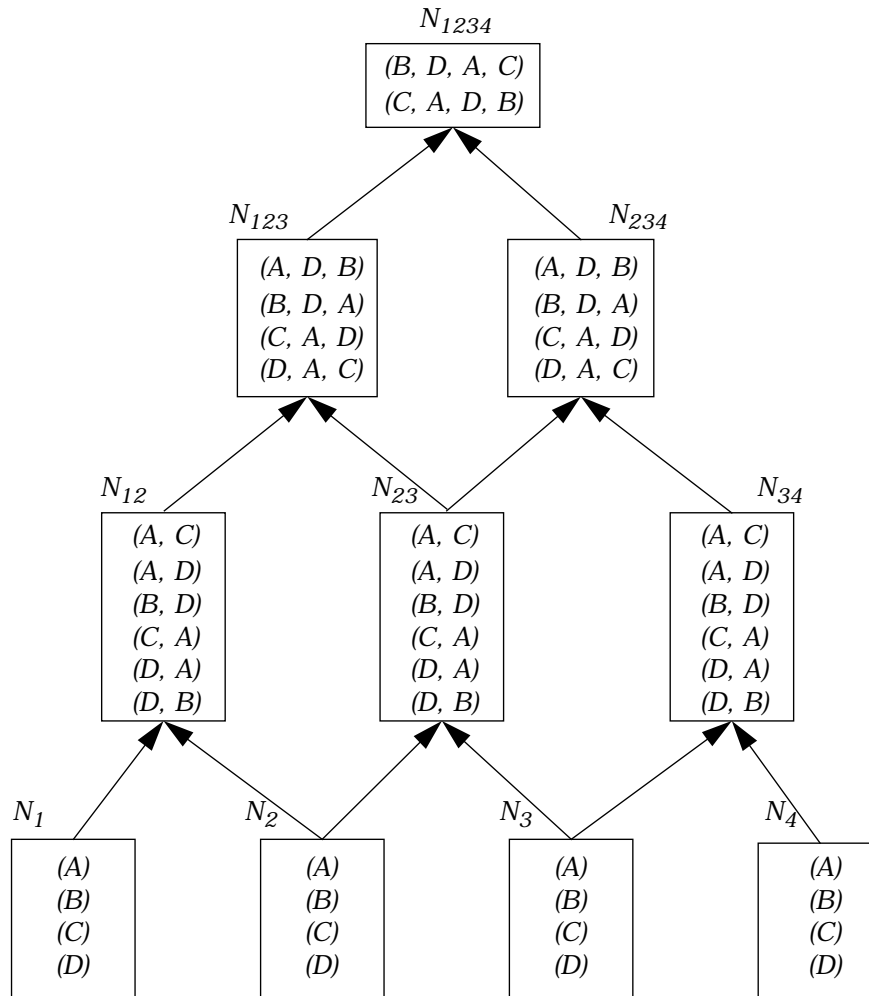 N1234
(B, D, A, C)
(C, A, D, B)
N123
(A, D, B)
(B, D, A)
(C, A, D)
(D, A, C)
N234
(A, D, B)
(B, D, A)
(C, A, D)
(D, A, C)
N12
(A, C)
(A, D)
(B, D)
(C, A)
(D, A)
(D, B)
N23
(A, C)
(A, D)
(B, D)
(C, A)
(D, A)
(D, B)
N34
(A, C)
(A, D)
(B, D)
(C, A)
(D, A)
(D, B)
N1
(A)
(B)
(C)
(D)
N2
(A)
(B)
(C)
(D)
N3
(A)
(B)
(C)
(D)
N4
(A)
(B)
(C)
(D)